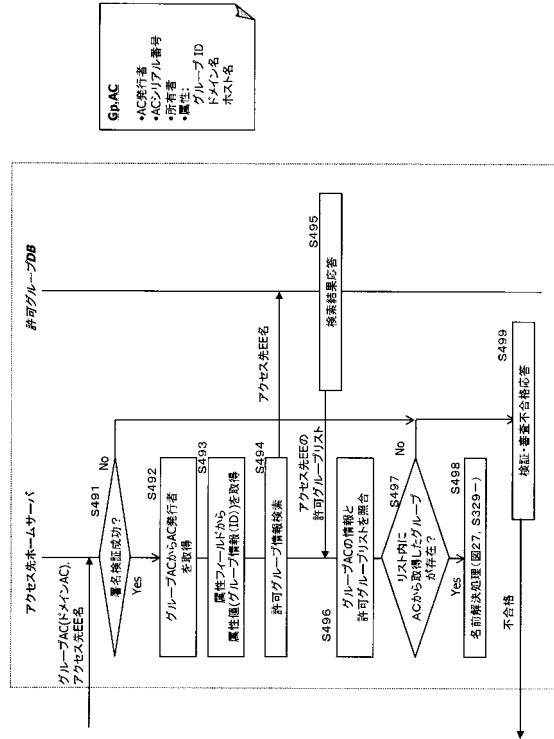 Gp.AC
•AC発行者
•ACシリアル番号
•所有者
•属性:
グループID
ドメイン名
ホスト名
アクセス先ホームサーバ
許可グループDB
グループAC(ドメインAC),
アクセス先EE名
S491
署名検証成功?
No
Yes
S492
グループACからAC発行者
を取得
S493
属性フィールドから
属性値(グループ情報(ID))を取得
S494
許可グループ情報検索
アクセス先EE名
S495
検索結果応答
アクセス先EEの
許可グループリスト
S496
グループACの情報と
許可グループリストを照合
S497
リスト内に
ACから取得したグループ
が存在?
No
Yes
S498
名前解決処理(図27, S329~)
S499
検証・審査不合格応答
不合格